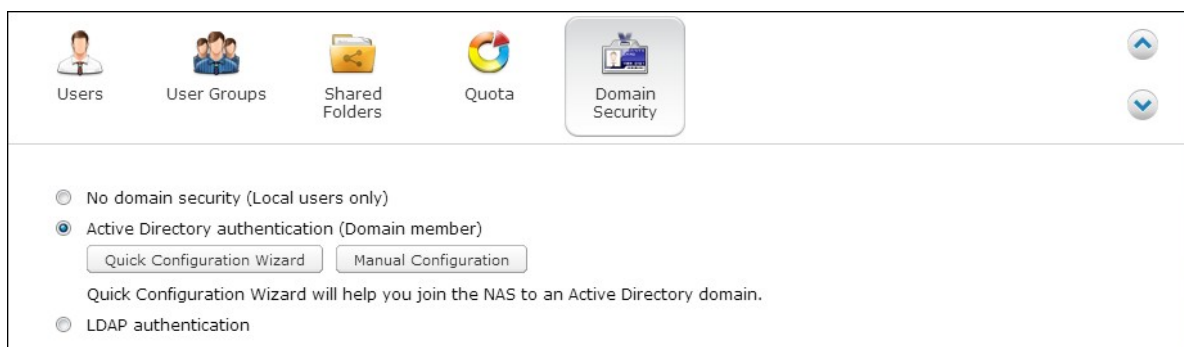 Users
User Groups
Shared
Folders
Quota
Domain
Security
No domain security (Local users only)
Active Directory authentication (Domain member)
Quick Configuration Wizard
Manual Configuration
Quick Configuration Wizard will help you join the NAS to an Active Directory domain.
LDAP authentication